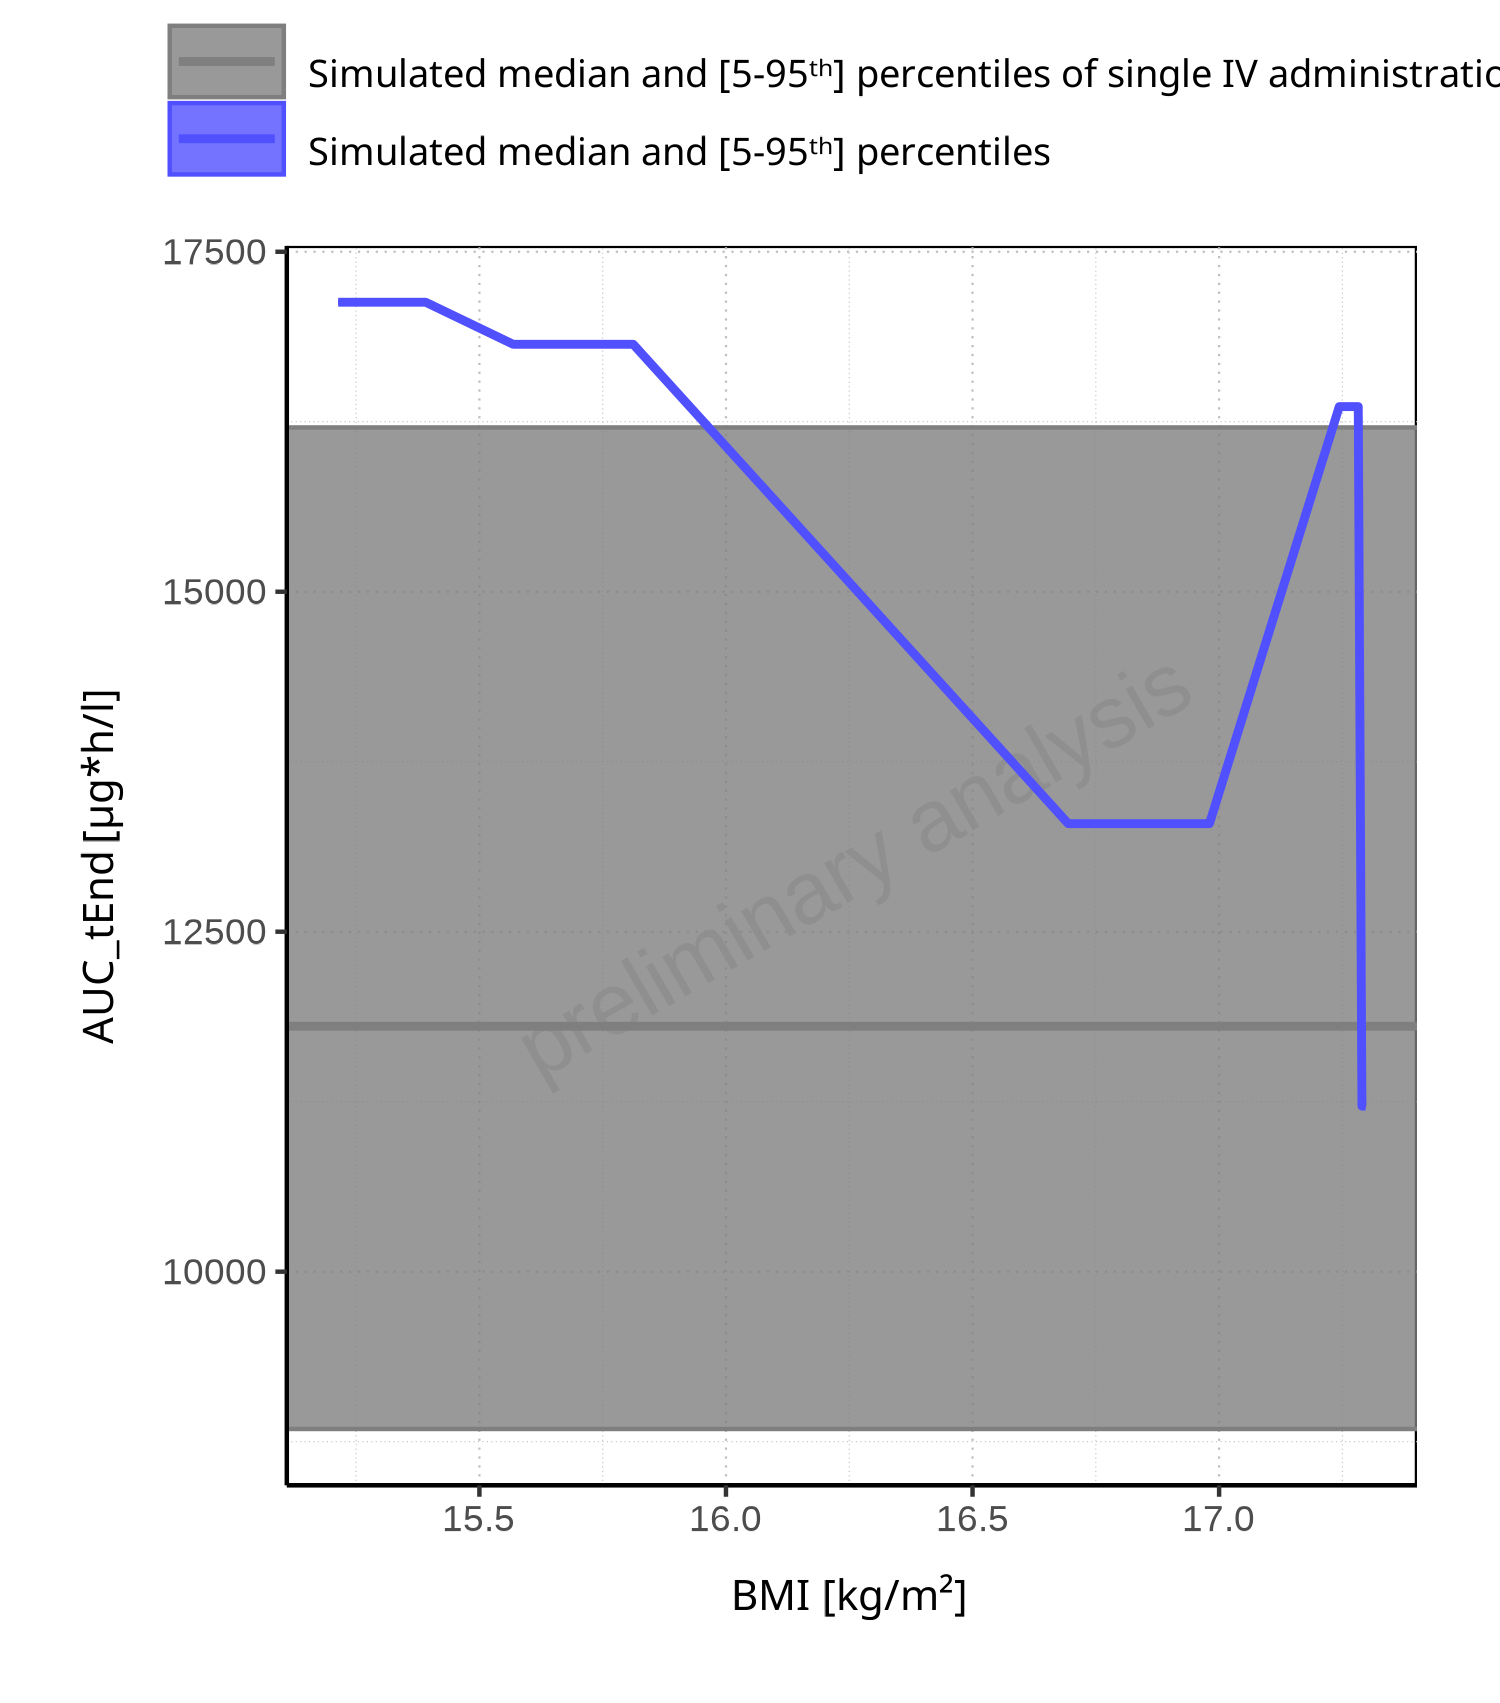 Simulated median and [5-95ᵗʰ] percentiles of single IV administratio
Simulated median and [5-95ᵗʰ] percentiles
17500
15000
12500
10000
AUC_tEnd [µg*h/l]
preliminary analysis
15.5 16.0 16.5 17.0
BMI [kg/m²]